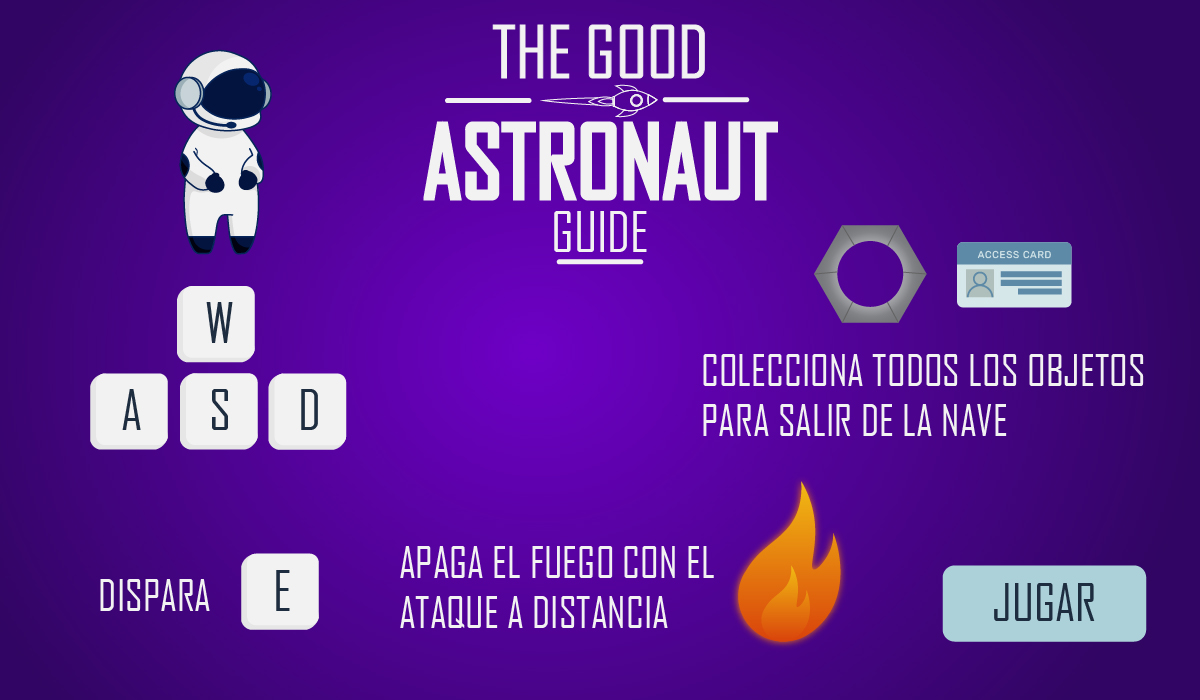 THE GOOD
ASTRONAUT
GUIDE
ACCESS CARD
W
A S D
COLECCIONA TODOS LOS OBJETOS
PARA SALIR DE LA NAVE
DISPARA E
APAGA EL FUEGO CON EL
ATAQUE A DISTANCIA
JUGAR